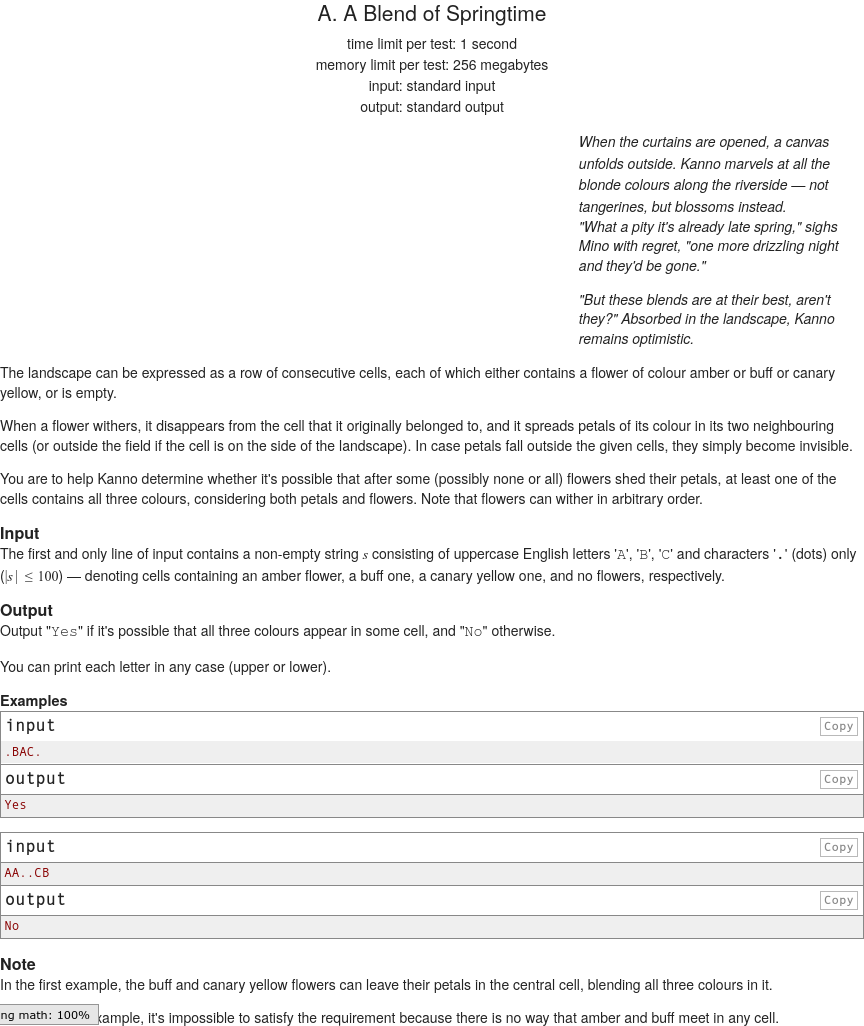 A. A Blend of Springtime
time limit per test: 1 second
memory limit per test: 256 megabytes
input: standard input
output: standard output
When the curtains are opened, a canvas
unfolds outside. Kanno marvels at all the
blonde colours along the riverside — not
tangerines, but blossoms instead.
"What a pity it's already late spring," sighs
Mino with regret, "one more drizzling night
and they'd be gone."
"But these blends are at their best, aren't
they?" Absorbed in the landscape, Kanno
remains optimistic.
The landscape can be expressed as a row of consecutive cells, each of which either contains a flower of colour amber or buff or canary
yellow, or is empty.
When a flower withers, it disappears from the cell that it originally belonged to, and it spreads petals of its colour in its two neighbouring
cells (or outside the field if the cell is on the side of the landscape). In case petals fall outside the given cells, they simply become invisible.
You are to help Kanno determine whether it's possible that after some (possibly none or all) flowers shed their petals, at least one of the
cells contains all three colours, considering both petals and flowers. Note that flowers can wither in arbitrary order.
Input
The first and only line of input contains a non-empty string s consisting of uppercase English letters 'A', 'B', 'C' and characters '.' (dots) only
(|s| ≤ 100) — denoting cells containing an amber flower, a buff one, a canary yellow one, and no flowers, respectively.
Output
Output "Yes" if it's possible that all three colours appear in some cell, and "No" otherwise.
You can print each letter in any case (upper or lower).
Examples
input Copy
.BAC.
output Copy
Yes
input Copy
AA..CB
output Copy
No
Note
In the first example, the buff and canary yellow flowers can leave their petals in the central cell, blending all three colours in it.
ng math: 100% xample, it's impossible to satisfy the requirement because there is no way that amber and buff meet in any cell.